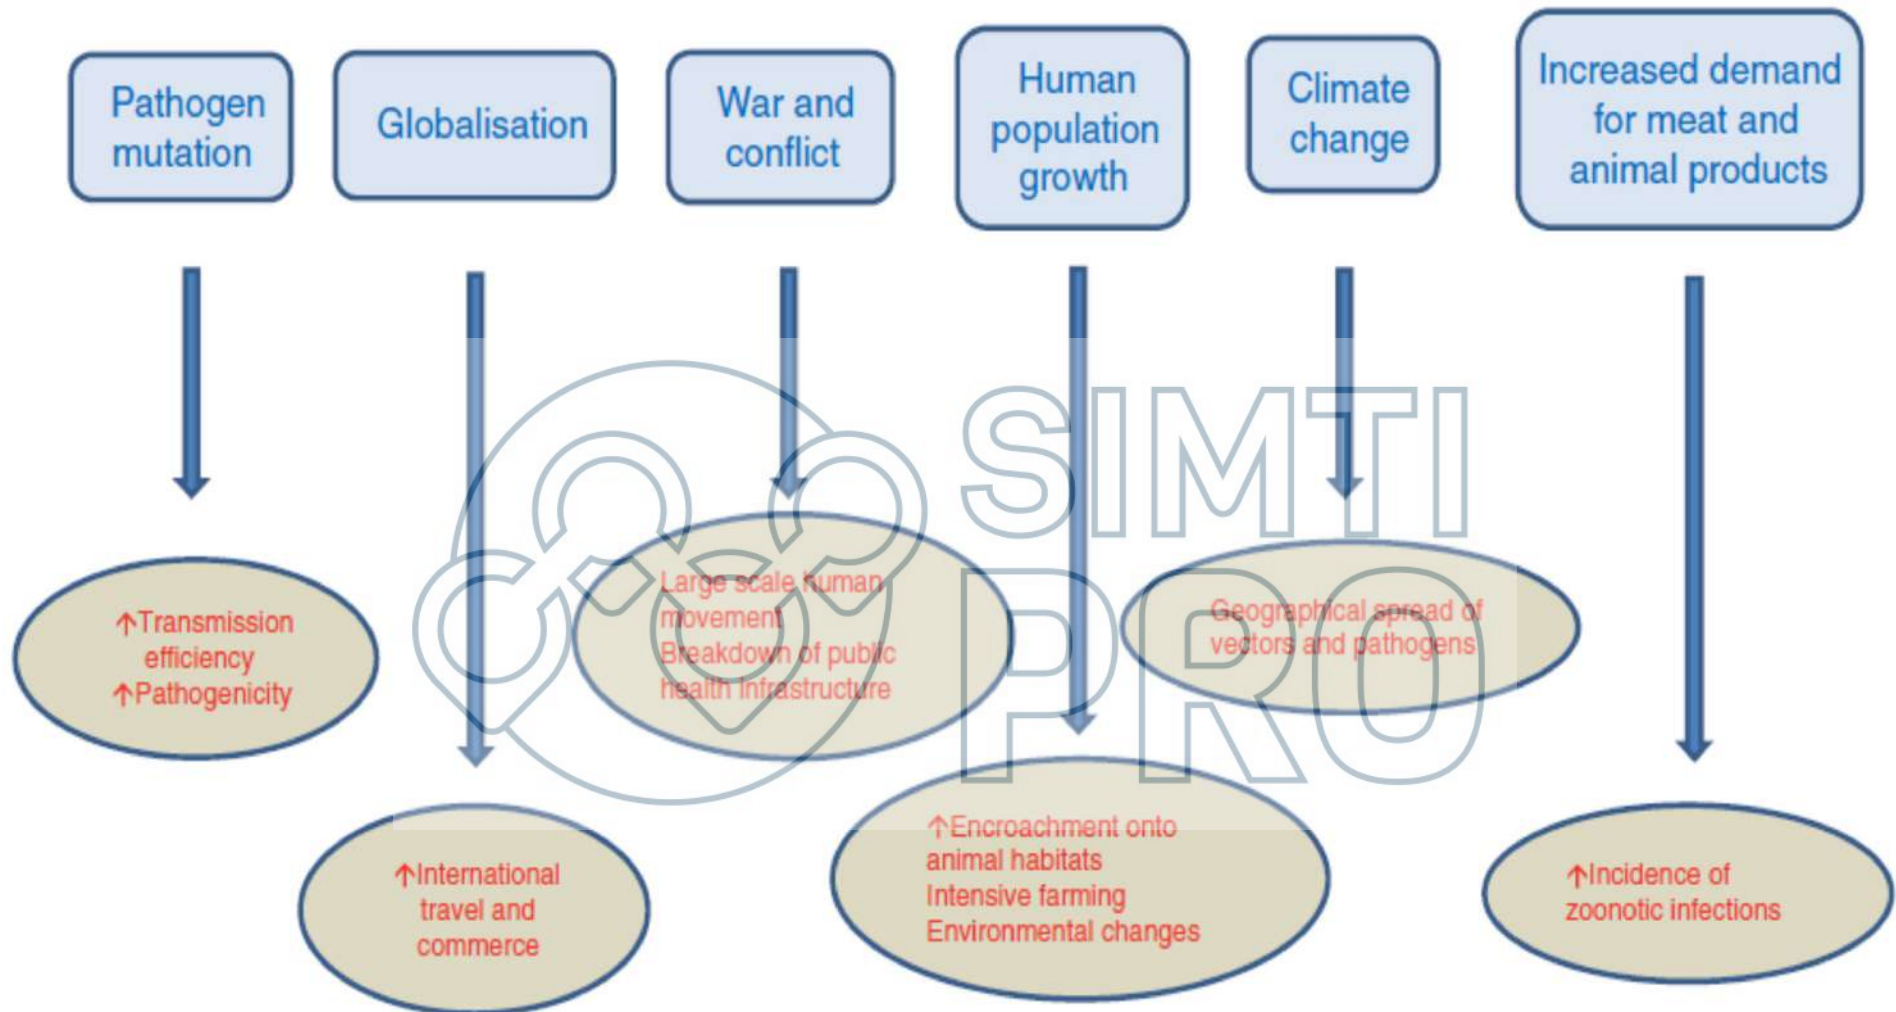 Pathogen
mutation
Globalisation
War and
conflict
Human
population
growth
Climate
change
Increased demand
for meat and
animal products
↑Transmission
efficiency
↑Pathogenicity
↑International
travel and
commerce
Large scale human
movement
Breakdown of public
health infrastructure
↑Encroachment onto
animal habitats
Intensive farming
Environmental changes
Geographical spread of
vectors and pathogens
↑Incidence of
zoonotic infections
SIMTI
PRO